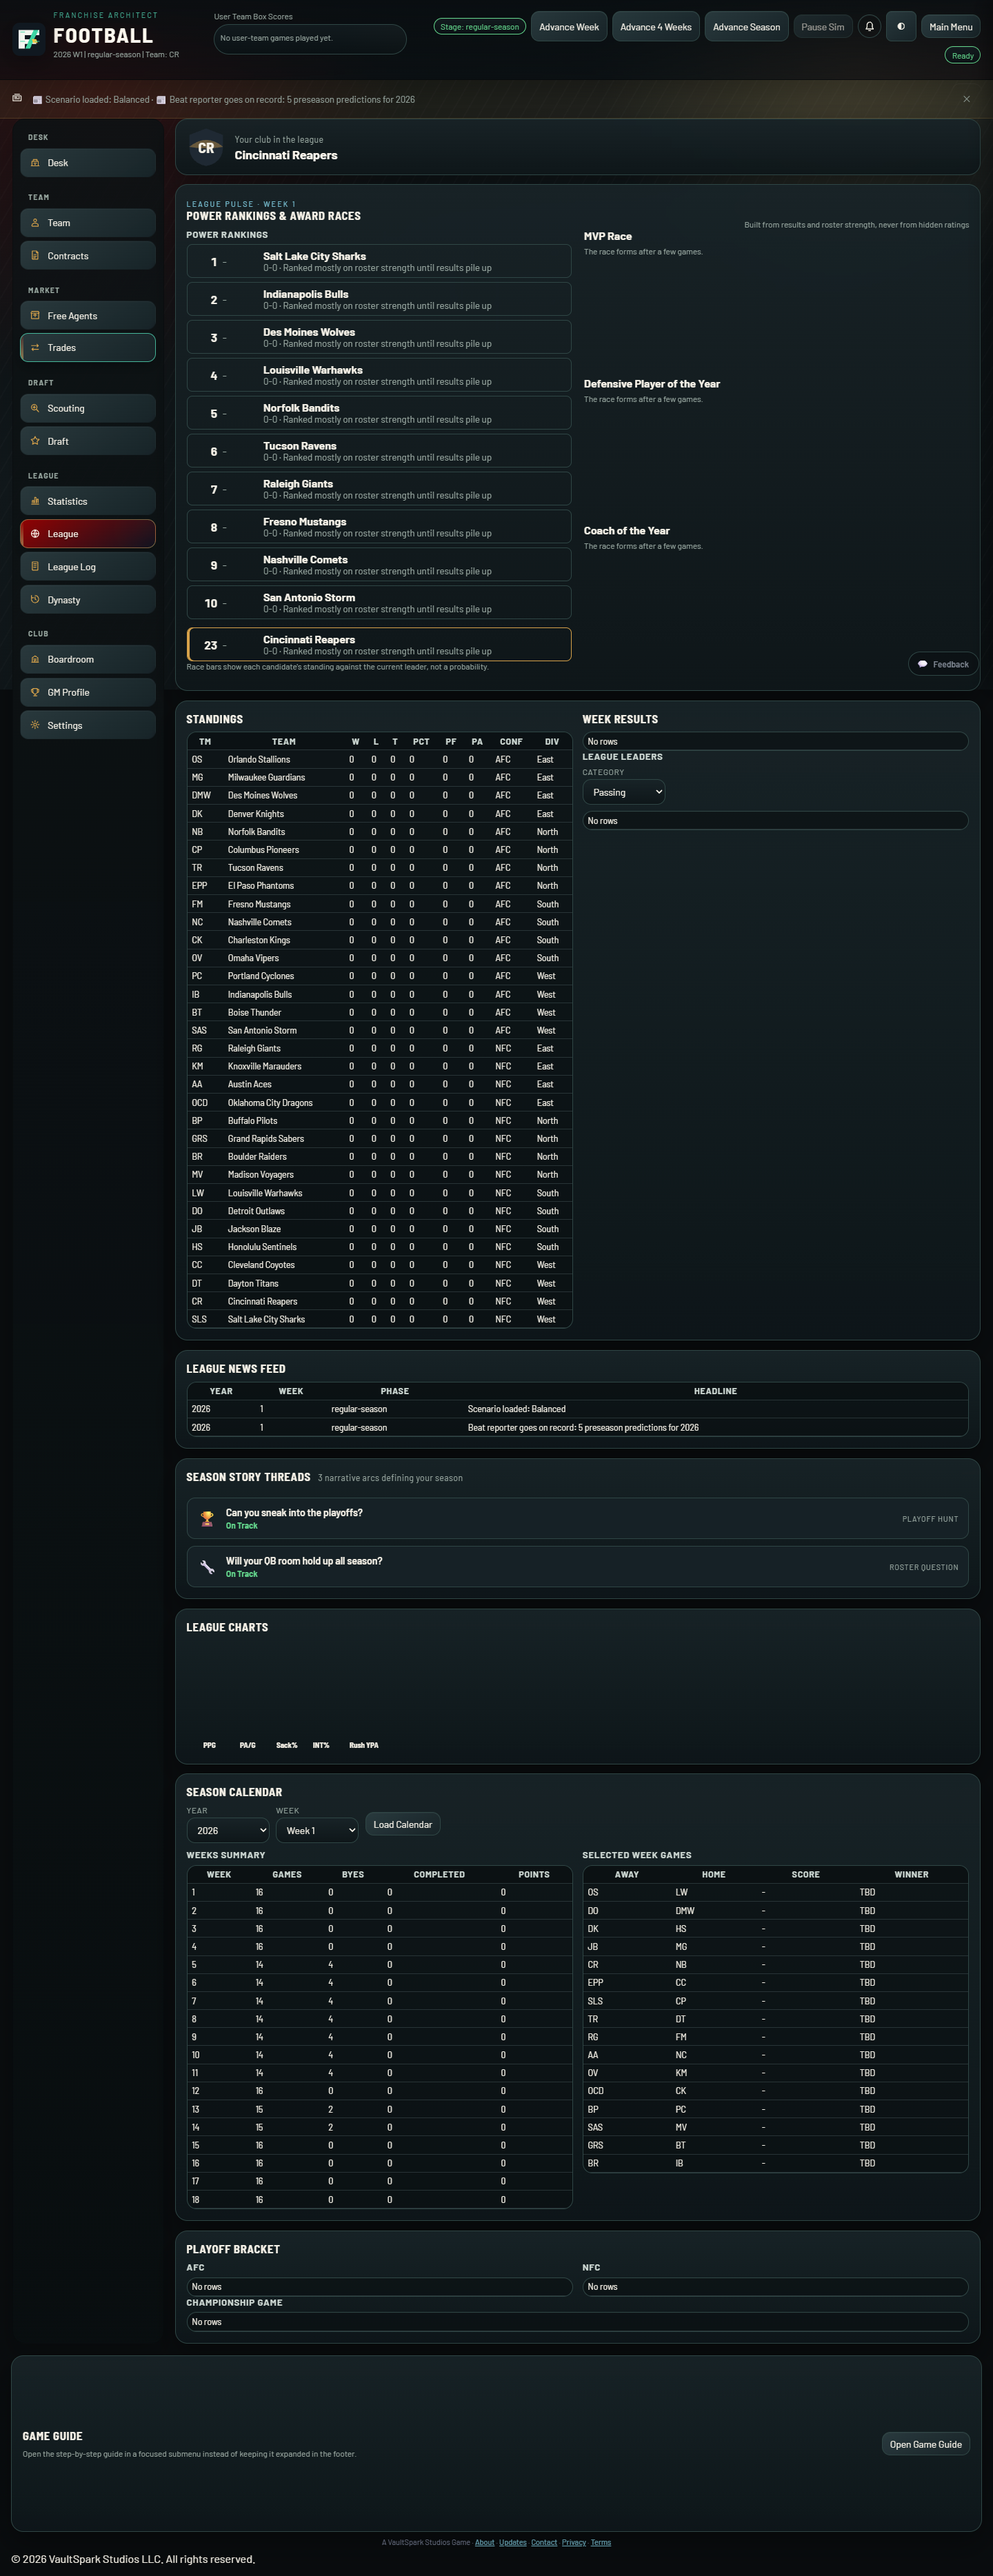 FRANCHISE ARCHITECT
FOOTBALL
2026 W1 | regular-season | Team: CR
User Team Box Scores
No user-team games played yet.
Stage: regular-season
Advance Week
Advance 4 Weeks
Advance Season
Pause Sim
Main Menu
Ready
Scenario loaded: Balanced · Beat reporter goes on record: 5 preseason predictions for 2026
DESK
Desk
TEAM
Team
Contracts
MARKET
Free Agents
Trades
DRAFT
Scouting
Draft
LEAGUE
Statistics
League
League Log
Dynasty
CLUB
Boardroom
GM Profile
Settings
CR
Your club in the league
Cincinnati Reapers
LEAGUE PULSE · WEEK 1
POWER RANKINGS & AWARD RACES
Built from results and roster strength, never from hidden ratings
POWER RANKINGS
1 – Salt Lake City Sharks
0-0 · Ranked mostly on roster strength until results pile up
2 – Indianapolis Bulls
0-0 · Ranked mostly on roster strength until results pile up
3 – Des Moines Wolves
0-0 · Ranked mostly on roster strength until results pile up
4 – Louisville Warhawks
0-0 · Ranked mostly on roster strength until results pile up
5 – Norfolk Bandits
0-0 · Ranked mostly on roster strength until results pile up
6 – Tucson Ravens
0-0 · Ranked mostly on roster strength until results pile up
7 – Raleigh Giants
0-0 · Ranked mostly on roster strength until results pile up
8 – Fresno Mustangs
0-0 · Ranked mostly on roster strength until results pile up
9 – Nashville Comets
0-0 · Ranked mostly on roster strength until results pile up
10 – San Antonio Storm
0-0 · Ranked mostly on roster strength until results pile up
23 – Cincinnati Reapers
0-0 · Ranked mostly on roster strength until results pile up
Race bars show each candidate's standing against the current leader, not a probability.
MVP Race
The race forms after a few games.
Defensive Player of the Year
The race forms after a few games.
Coach of the Year
The race forms after a few games.
Feedback
STANDINGS
TM TEAM W L T PCT PF PA CONF DIV
OS Orlando Stallions 0 0 0 0 0 0 AFC East
MG Milwaukee Guardians 0 0 0 0 0 0 AFC East
DMW Des Moines Wolves 0 0 0 0 0 0 AFC East
DK Denver Knights 0 0 0 0 0 0 AFC East
NB Norfolk Bandits 0 0 0 0 0 0 AFC North
CP Columbus Pioneers 0 0 0 0 0 0 AFC North
TR Tucson Ravens 0 0 0 0 0 0 AFC North
EPP El Paso Phantoms 0 0 0 0 0 0 AFC North
FM Fresno Mustangs 0 0 0 0 0 0 AFC South
NC Nashville Comets 0 0 0 0 0 0 AFC South
CK Charleston Kings 0 0 0 0 0 0 AFC South
OV Omaha Vipers 0 0 0 0 0 0 AFC South
PC Portland Cyclones 0 0 0 0 0 0 AFC West
IB Indianapolis Bulls 0 0 0 0 0 0 AFC West
BT Boise Thunder 0 0 0 0 0 0 AFC West
SAS San Antonio Storm 0 0 0 0 0 0 AFC West
RG Raleigh Giants 0 0 0 0 0 0 NFC East
KM Knoxville Marauders 0 0 0 0 0 0 NFC East
AA Austin Aces 0 0 0 0 0 0 NFC East
OCD Oklahoma City Dragons 0 0 0 0 0 0 NFC East
BP Buffalo Pilots 0 0 0 0 0 0 NFC North
GRS Grand Rapids Sabers 0 0 0 0 0 0 NFC North
BR Boulder Raiders 0 0 0 0 0 0 NFC North
MV Madison Voyagers 0 0 0 0 0 0 NFC North
LW Louisville Warhawks 0 0 0 0 0 0 NFC South
DO Detroit Outlaws 0 0 0 0 0 0 NFC South
JB Jackson Blaze 0 0 0 0 0 0 NFC South
HS Honolulu Sentinels 0 0 0 0 0 0 NFC South
CC Cleveland Coyotes 0 0 0 0 0 0 NFC West
DT Dayton Titans 0 0 0 0 0 0 NFC West
CR Cincinnati Reapers 0 0 0 0 0 0 NFC West
SLS Salt Lake City Sharks 0 0 0 0 0 0 NFC West
WEEK RESULTS
No rows
LEAGUE LEADERS
CATEGORY
Passing
No rows
LEAGUE NEWS FEED
YEAR WEEK PHASE HEADLINE
2026 1 regular-season Scenario loaded: Balanced
2026 1 regular-season Beat reporter goes on record: 5 preseason predictions for 2026
SEASON STORY THREADS 3 narrative arcs defining your season
Can you sneak into the playoffs?
On Track
PLAYOFF HUNT
Will your QB room hold up all season?
On Track
ROSTER QUESTION
LEAGUE CHARTS
PPG PA/G Sack% INT% Rush YPA
SEASON CALENDAR
YEAR WEEK
2026 Week 1 Load Calendar
WEEKS SUMMARY
WEEK GAMES BYES COMPLETED POINTS
1 16 0 0 0
2 16 0 0 0
3 16 0 0 0
4 16 0 0 0
5 14 4 0 0
6 14 4 0 0
7 14 4 0 0
8 14 4 0 0
9 14 4 0 0
10 14 4 0 0
11 14 4 0 0
12 16 0 0 0
13 15 2 0 0
14 15 2 0 0
15 16 0 0 0
16 16 0 0 0
17 16 0 0 0
18 16 0 0 0
SELECTED WEEK GAMES
AWAY HOME SCORE WINNER
OS LW - TBD
DO DMW - TBD
DK HS - TBD
JB MG - TBD
CR NB - TBD
EPP CC - TBD
SLS CP - TBD
TR DT - TBD
RG FM - TBD
AA NC - TBD
OV KM - TBD
OCD CK - TBD
BP PC - TBD
SAS MV - TBD
GRS BT - TBD
BR IB - TBD
PLAYOFF BRACKET
AFC
No rows
NFC
No rows
CHAMPIONSHIP GAME
No rows
GAME GUIDE
Open the step-by-step guide in a focused submenu instead of keeping it expanded in the footer.
Open Game Guide
A VaultSpark Studios Game · About · Updates · Contact · Privacy · Terms
© 2026 VaultSpark Studios LLC. All rights reserved.